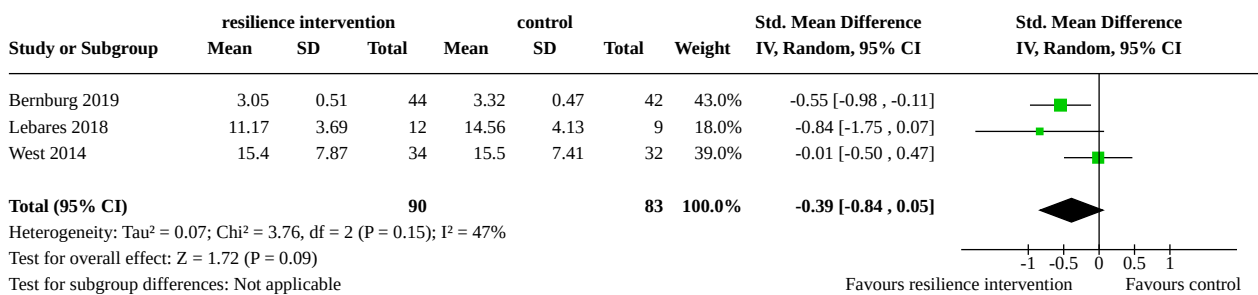 resilience intervention control Std. Mean Difference Std. Mean Difference
Study or Subgroup Mean SD Total Mean SD Total Weight IV, Random, 95% CI IV, Random, 95% CI
Bernburg 2019 3.05 0.51 44 3.32 0.47 42 43.0% -0.55 [-0.98 , -0.11]
Lebares 2018 11.17 3.69 12 14.56 4.13 9 18.0% -0.84 [-1.75 , 0.07]
West 2014 15.4 7.87 34 15.5 7.41 32 39.0% -0.01 [-0.50 , 0.47]
Total (95% CI) 90 83 100.0% -0.39 [-0.84 , 0.05]
Heterogeneity: Tau² = 0.07; Chi² = 3.76, df = 2 (P = 0.15); I² = 47%
Test for overall effect: Z = 1.72 (P = 0.09) -1 -0.5 0 0.5 1
Test for subgroup differences: Not applicable Favours resilience intervention Favours control